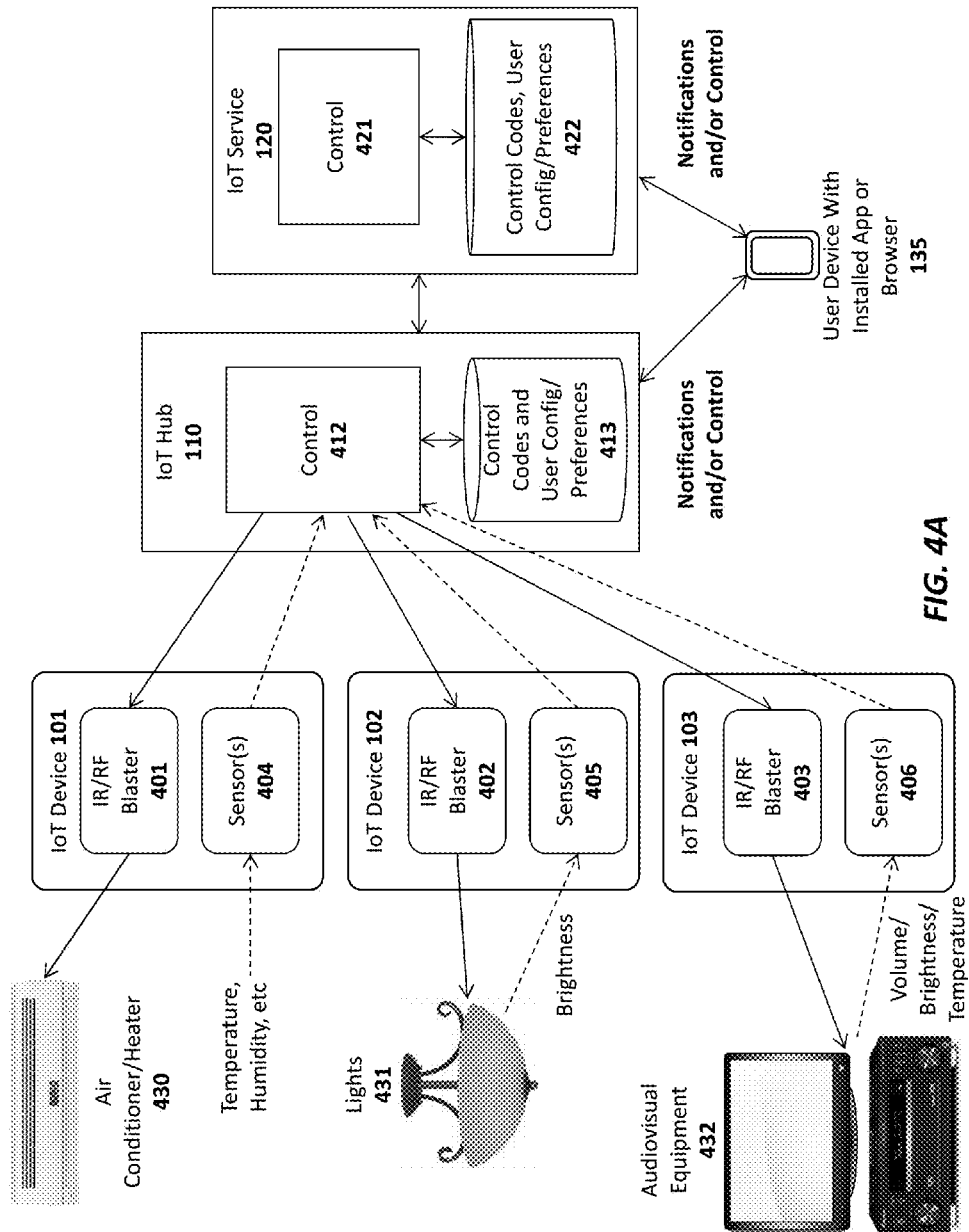 Air
Conditioner/Heater
430
Temperature,
Humidity, etc
Lights
431
Brightness
Audiovisual
Equipment
432
Volume/
Brightness/
Temperature
IoT Device 101
IR/RF
Blaster
401
Sensor(s)
404
IoT Device 102
IR/RF
Blaster
402
Sensor(s)
405
IoT Device 103
IR/RF
Blaster
403
Sensor(s)
406
IoT Hub
110
Control
412
Control
Codes and
User Config/
Preferences
413
Notifications
and/or Control
IoT Service
120
Control
421
Control Codes, User
Config/Preferences
422
Notifications
and/or Control
User Device With
Installed App or
Browser
135
FIG. 4A